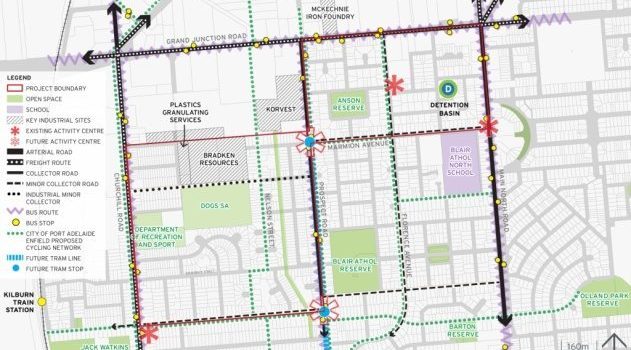 MCKECHNIE
IRON FOUNDRY
GRAND JUNCTION ROAD
LEGEND
PROJECT BOUNDARY
OPEN SPACE
SCHOOL
KEY INDUSTRIAL SITES
EXISTING ACTIVITY CENTRE
FUTURE ACTIVITY CENTRE
ARTERIAL ROAD
FREIGHT ROUTE
COLLECTOR ROAD
MINOR COLLECTOR ROAD
INDUSTRIAL MINOR
COLLECTOR
BUS ROUTE
BUS STOP
CITY OF PORT ADELAIDE
ENFIELD PROPOSED
CYCLING NETWORK
FUTURE TRAM LINE
FUTURE TRAM STOP
PLASTICS
GRANULATING
SERVICES
KORVEST
ANSON
RESERVE
D
DETENTION
BASIN
BRADKEN
RESOURCES
MARMION AVENUE
BLAIR
ATHOL
NORTH
SCHOOL
CHURCHILL ROAD
DOGS SA
NELSON STREET
PROSPECT ROAD
FLORENCE AVENUE
MAIN NORTH ROAD
DEPARTMENT
OF RECREATION
AND SPORT
BLAIR ATHOL
RESERVE
KILBURN
TRAIN
STATION
OLLAND PARK
RESERVE
BARTON
RESERVE
JACK WATKINS
160m